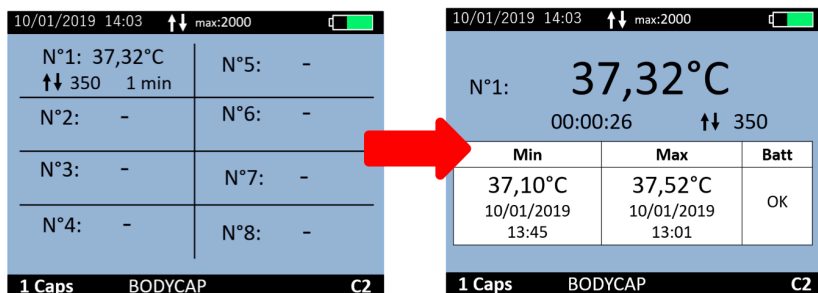 10/01/2019 14:03 ↑↓ max:2000
N°1: 37,32°C
↑↓ 350 1 min
N°2: -
N°3: -
N°4: -
N°5: -
N°6: -
N°7: -
N°8: -
1 Caps BODYCAP C2
10/01/2019 14:03 ↑↓ max:2000
N°1: 37,32°C
00:00:26 ↑↓ 350
Min Max Batt
37,10°C 37,52°C OK
10/01/2019 10/01/2019
13:45 13:01
1 Caps BODYCAP C2